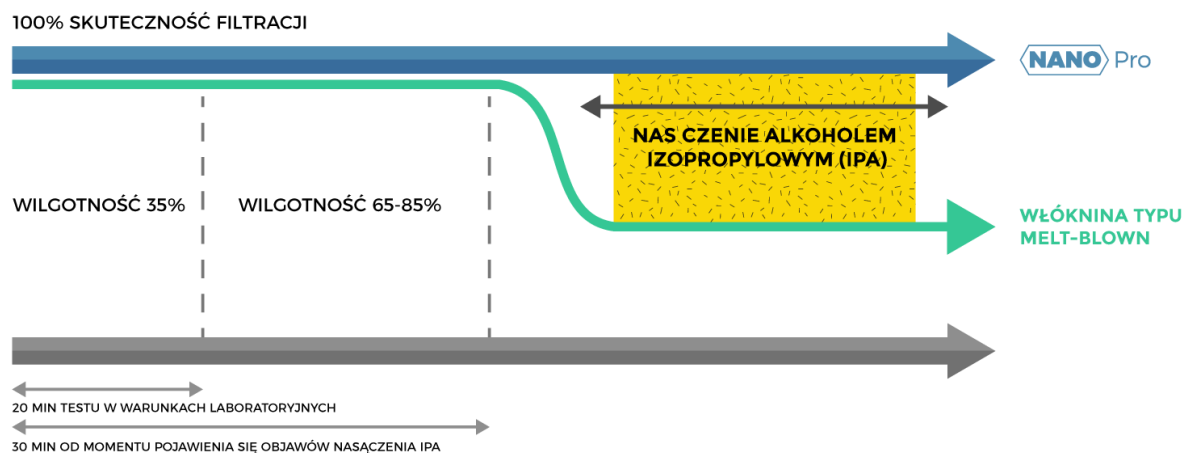 100% SKUTECZNOŚĆ FILTRACJI
NANO Pro
NAS CZENIE ALKOHOLEM
IZOPROPYLOWYM (IPA)
WILGOTNOŚĆ 35%
WILGOTNOŚĆ 65-85%
WŁÓKNINA TYPU
MELT-BLOWN
20 MIN TESTU W WARUNKACH LABORATORYJNYCH
30 MIN OD MOMENTU POJAWIENIA SIĘ OBJAWÓW NASĄCZENIA IPA